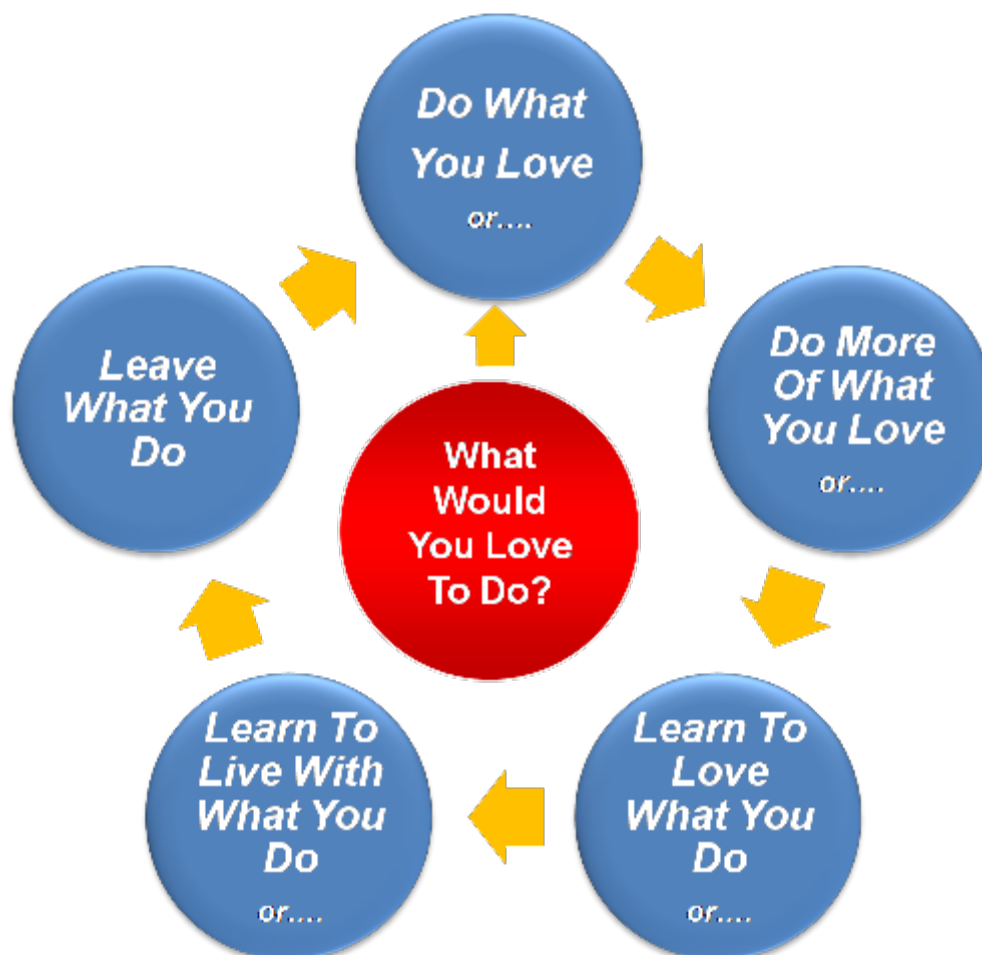 Do What
You Love
or....
Do More
Of What
You Love
or....
Learn To
Love
What You
Do
or....
Learn To
Live With
What You
Do
or....
Leave
What You
Do
What
Would
You Love
To Do?